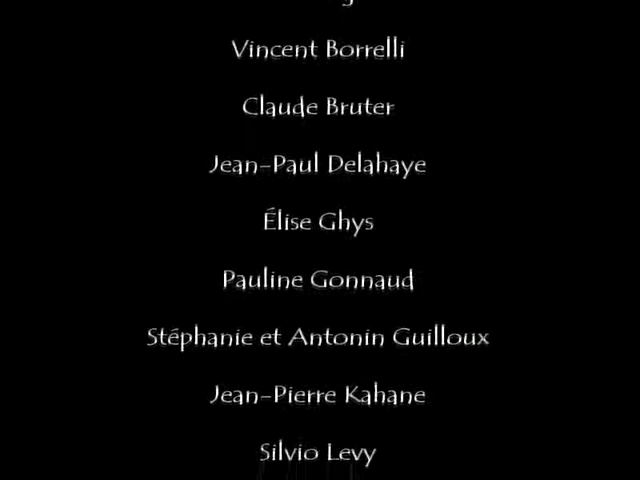 Vincent Borrelli
Claude Bruter
Jean-Paul Delahaye
Élise Ghys
Pauline Gonnaud
Stéphanie et Antonin Guilloux
Jean-Pierre Kahane
Silvio Levy